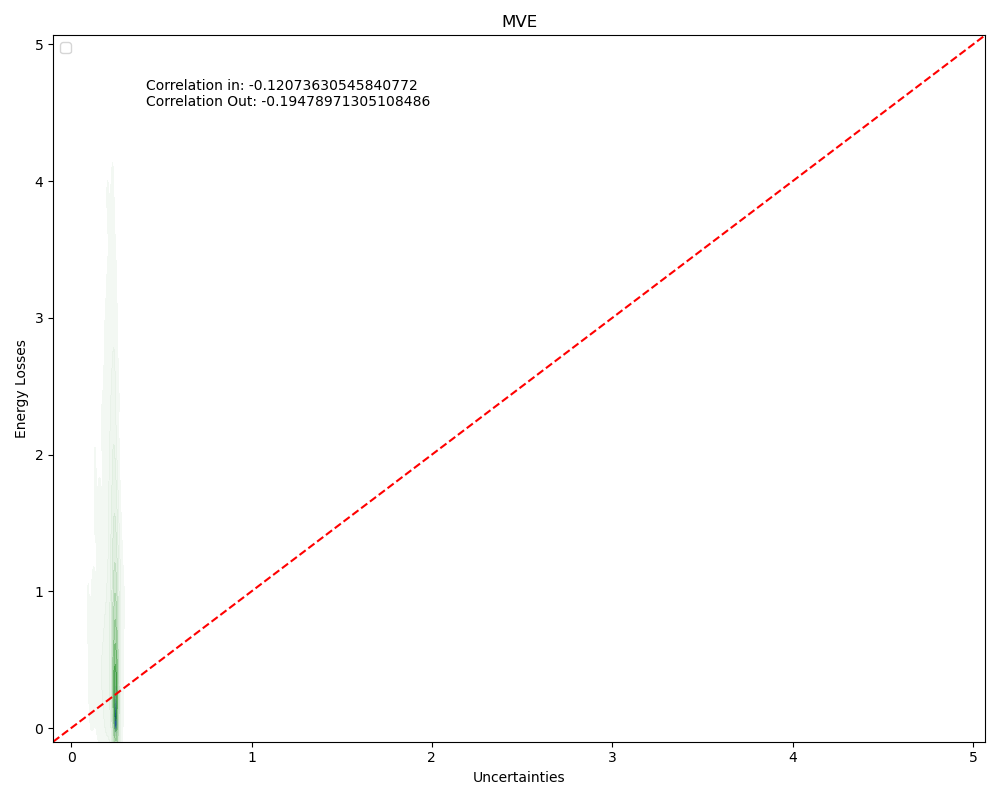 MVE
5
Correlation in: -0.12073630545840772
Correlation Out: -0.19478971305108486
4
3
Energy Losses
2
1
0
0 1 2 3 4 5
Uncertainties